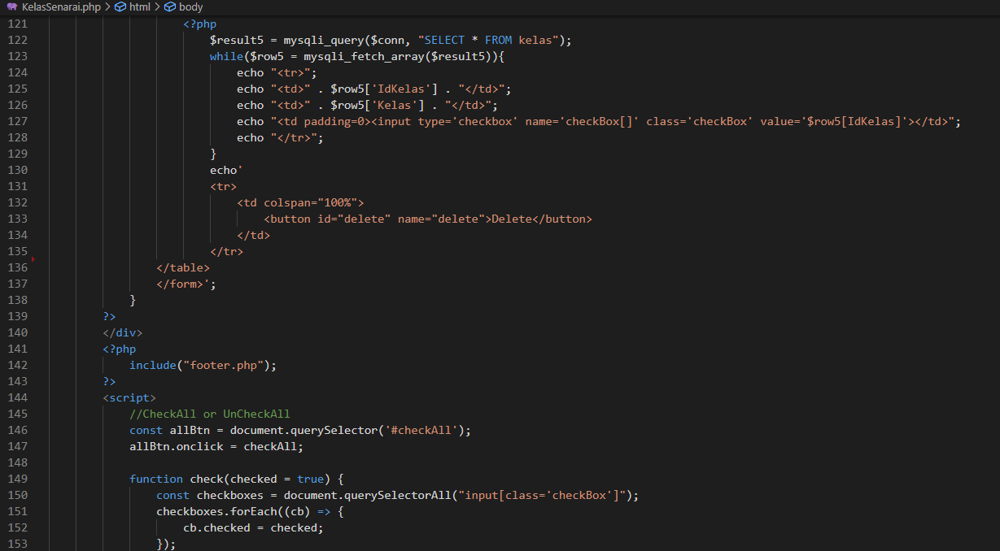 KelasSenarai.php > html > body
121 <?php
122 $result5 = mysqli_query($conn, "SELECT * FROM kelas");
123 while($row5 = mysqli_fetch_array($result5)){
124 echo "<tr>";
125 echo "<td>" . $row5['IdKelas'] . "</td>";
126 echo "<td>" . $row5['Kelas'] . "</td>";
127 echo "<td padding=0><input type='checkbox' name='checkBox[]' class='checkBox' value='$row5[IdKelas]'></td>";
128 echo "</tr>";
129 }
130 echo'
131 <tr>
132 <td colspan="100%">
133 <button id="delete" name="delete">Delete</button>
134 </td>
135 </tr>
136 </table>
137 </form>';
138 }
139 ?>
140 </div>
141 <?php
142 include("footer.php");
143 ?>
144 <script>
145 //CheckAll or UnCheckAll
146 const allBtn = document.querySelector('#checkAll');
147 allBtn.onclick = checkAll;
148
149 function check(checked = true) {
150 const checkboxes = document.querySelectorAll("input[class='checkBox']");
151 checkboxes.forEach((cb) => {
152 cb.checked = checked;
153 });